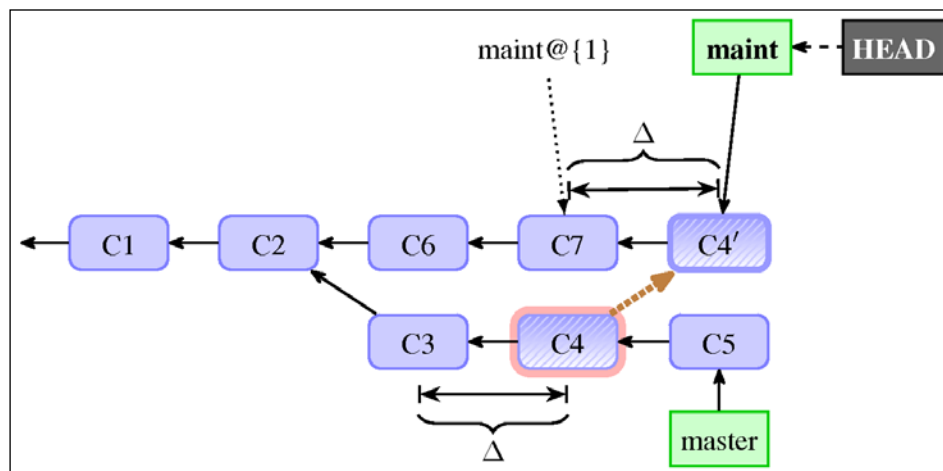 maint@{1}
maint
HEAD
Δ
C1
C2
C6
C7
C4′
C3
C4
C5
Δ
master